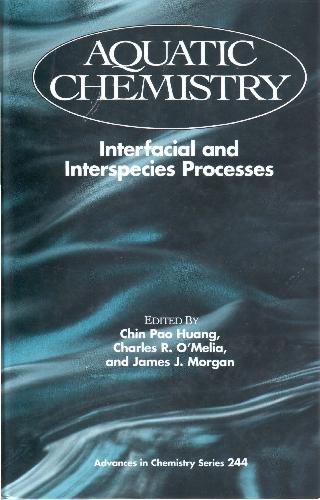 AQUATIC
CHEMISTRY
Interfacial and
Interspecies Processes
EDITED BY
Chin Pao Huang,
Charles R. O'Melia,
and James J. Morgan
Advances in Chemistry Series 244